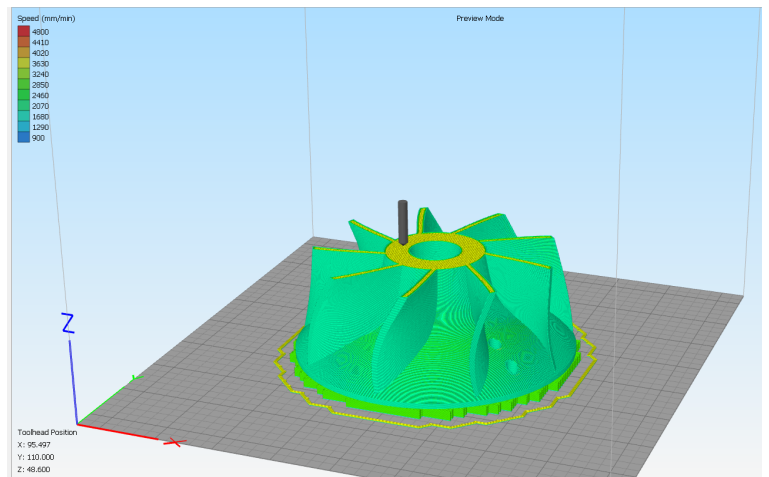 Speed (mm/min)
Preview Mode
4800
4410
4020
3630
3240
2850
2460
2070
1680
1290
900
Z
Toolhead Position
X: 95.497
Y: 110.000
Z: 48.600